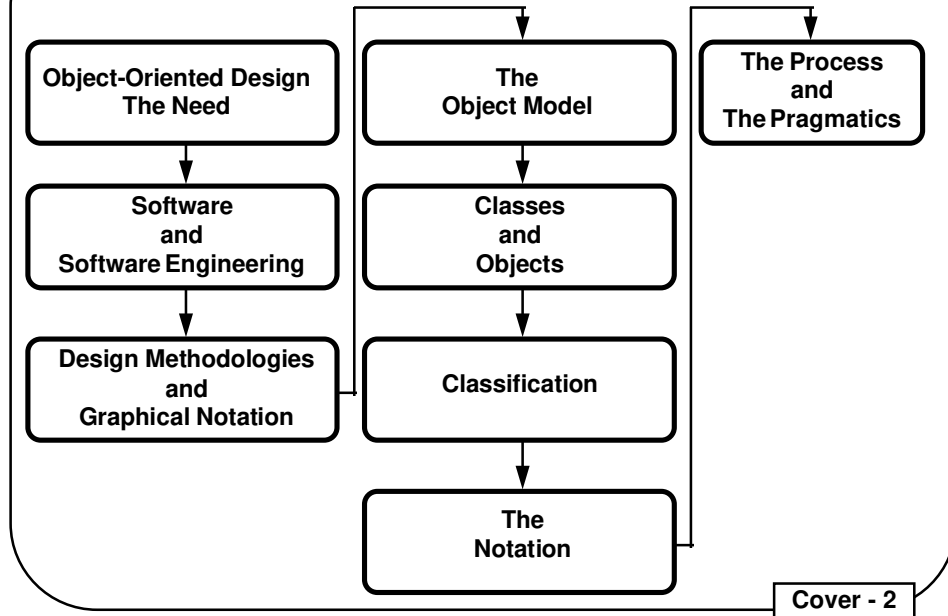 Object-Oriented Design
The Need
Software
and
Software Engineering
Design Methodologies
and
Graphical Notation
The
Object Model
Classes
and
Objects
Classification
The
Notation
The Process
and
The Pragmatics
Cover - 2